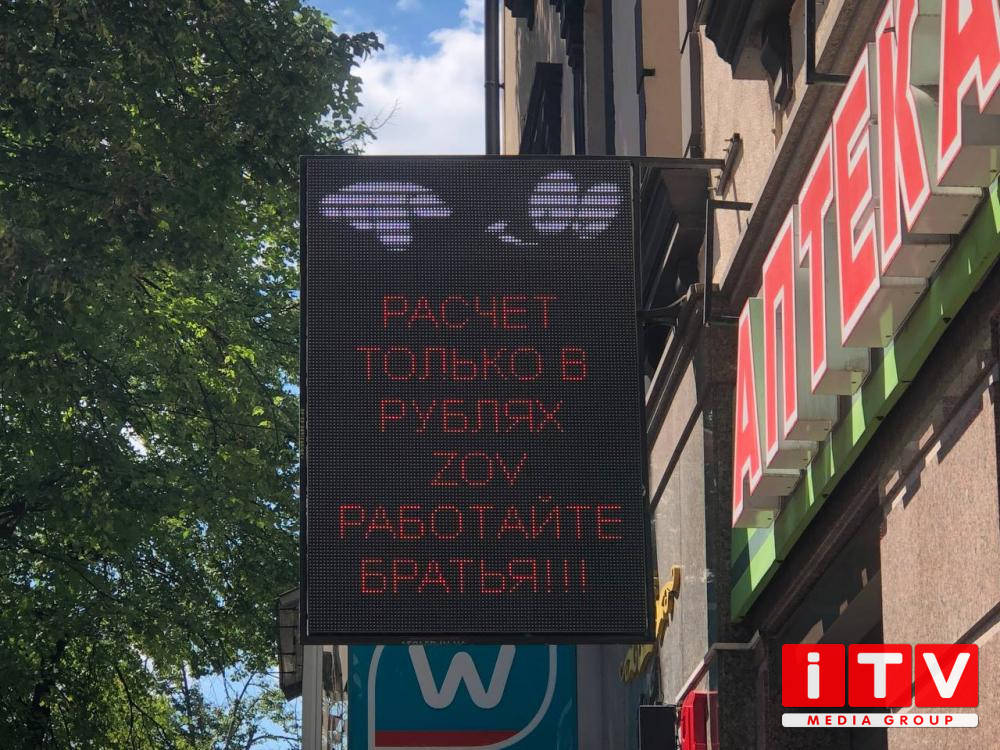 РАСЧЕТ
ТОЛЬКО В
РУБЛЯХ
ZOV
РАБОТАЙТЕ
БРАТЬЯ!!!
АПТЕКА
W
iTV
MEDIA GROUP